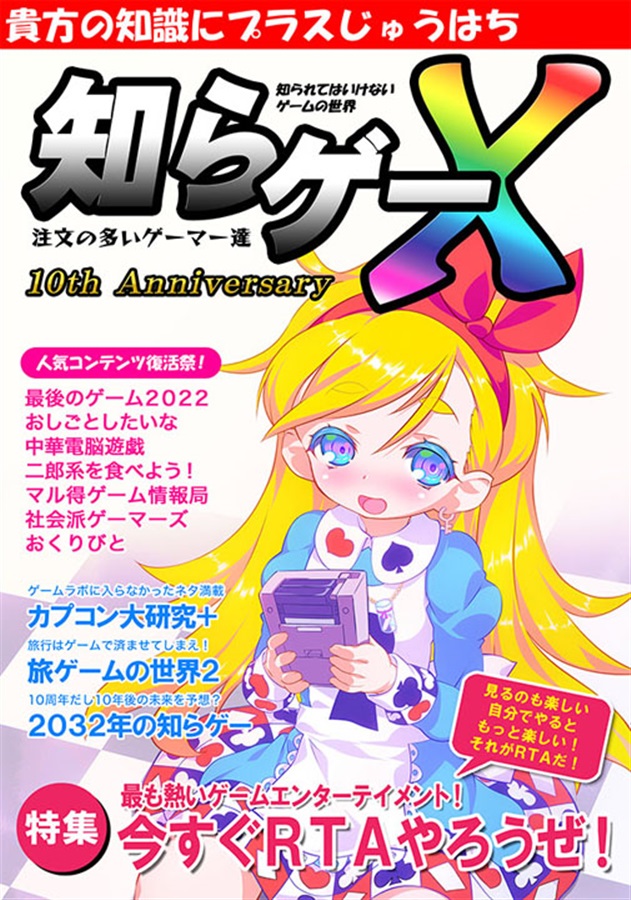 貴方の知識にプラスじゅうはち
知られてはいけない
ゲームの世界
知らゲーX
注文の多いゲーマー達
10th Anniversary
人気コンテンツ復活祭!
最後のゲーム2022
おしごとしたいな
中華電脳遊戯
二郎系を食べよう!
マル得ゲーム情報局
社会派ゲーマーズ
おくりびと
ゲームラボに入らなかったネタ満載
カプコン大研究+
旅行はゲームで済ませてしまえ!
旅ゲームの世界2
10周年だし10年後の未来を予想?
2032年の知らゲー
見るのも楽しい
自分でやると
もっと楽しい!
それがRTAだ!
特集
最も熱いゲームエンターテイメント!
今すぐRTAやろうぜ!